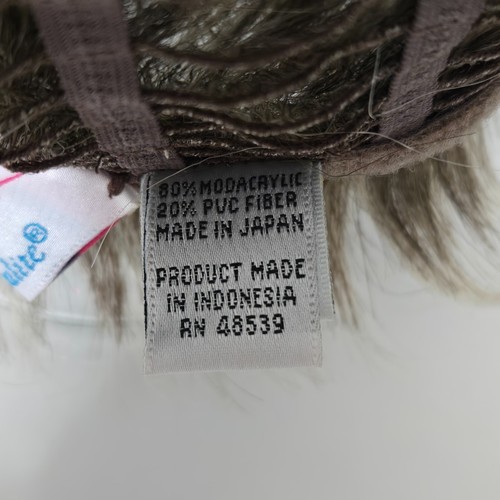 80% MODACRYLIC
20% PVC FIBER
MADE IN JAPAN
PRODUCT MADE
IN INDONESIA
RN 48539